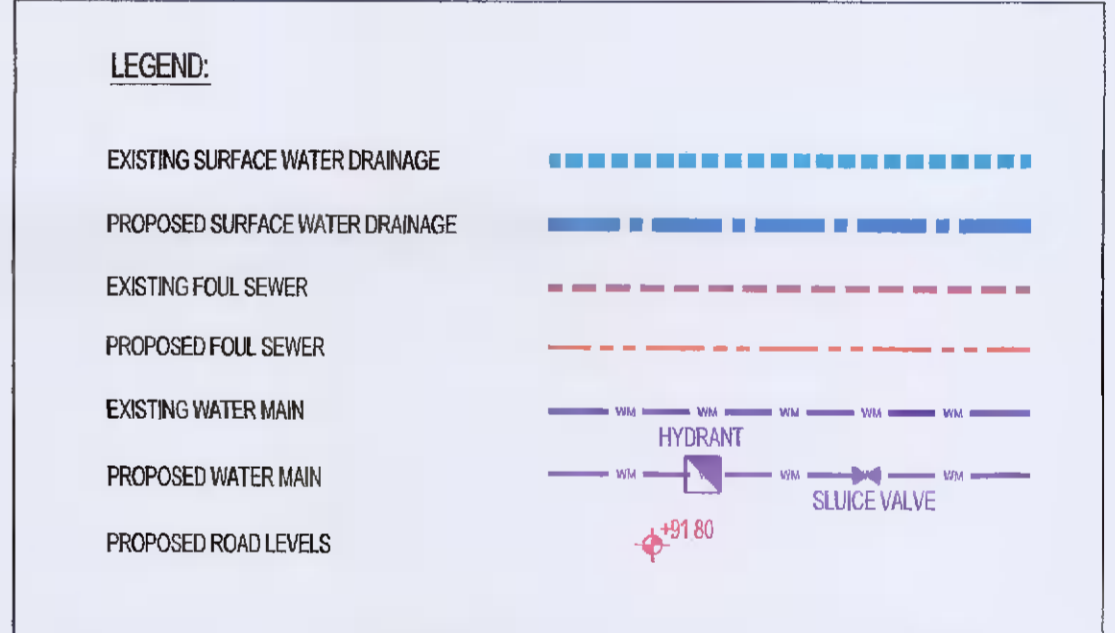 LEGEND:
EXISTING SURFACE WATER DRAINAGE
PROPOSED SURFACE WATER DRAINAGE
EXISTING FOUL SEWER
PROPOSED FOUL SEWER
EXISTING WATER MAIN WM WM WM WM WM
HYDRANT
PROPOSED WATER MAIN WM WM WM
SLUICE VALVE
PROPOSED ROAD LEVELS +91 80